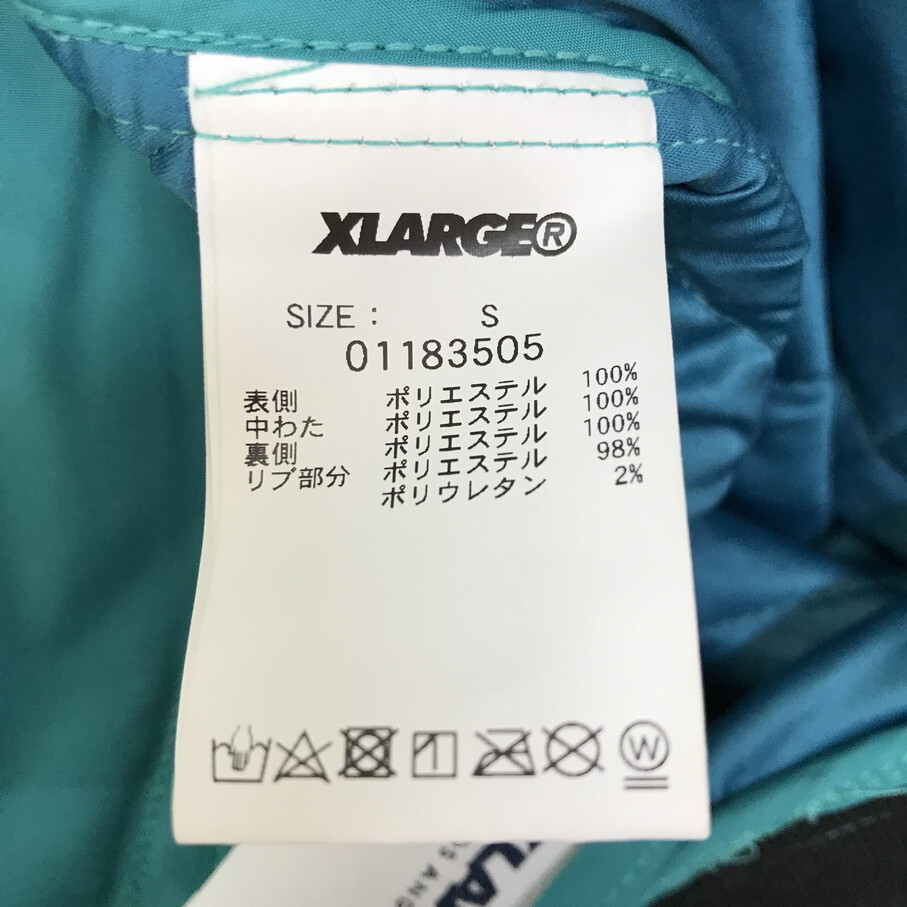 XLARGE®
SIZE : S
01183505
表側 ポリエステル 100%
中わた ポリエステル 100%
裏側 ポリエステル 100%
リブ部分 ポリエステル 98%
ポリウレタン 2%
W